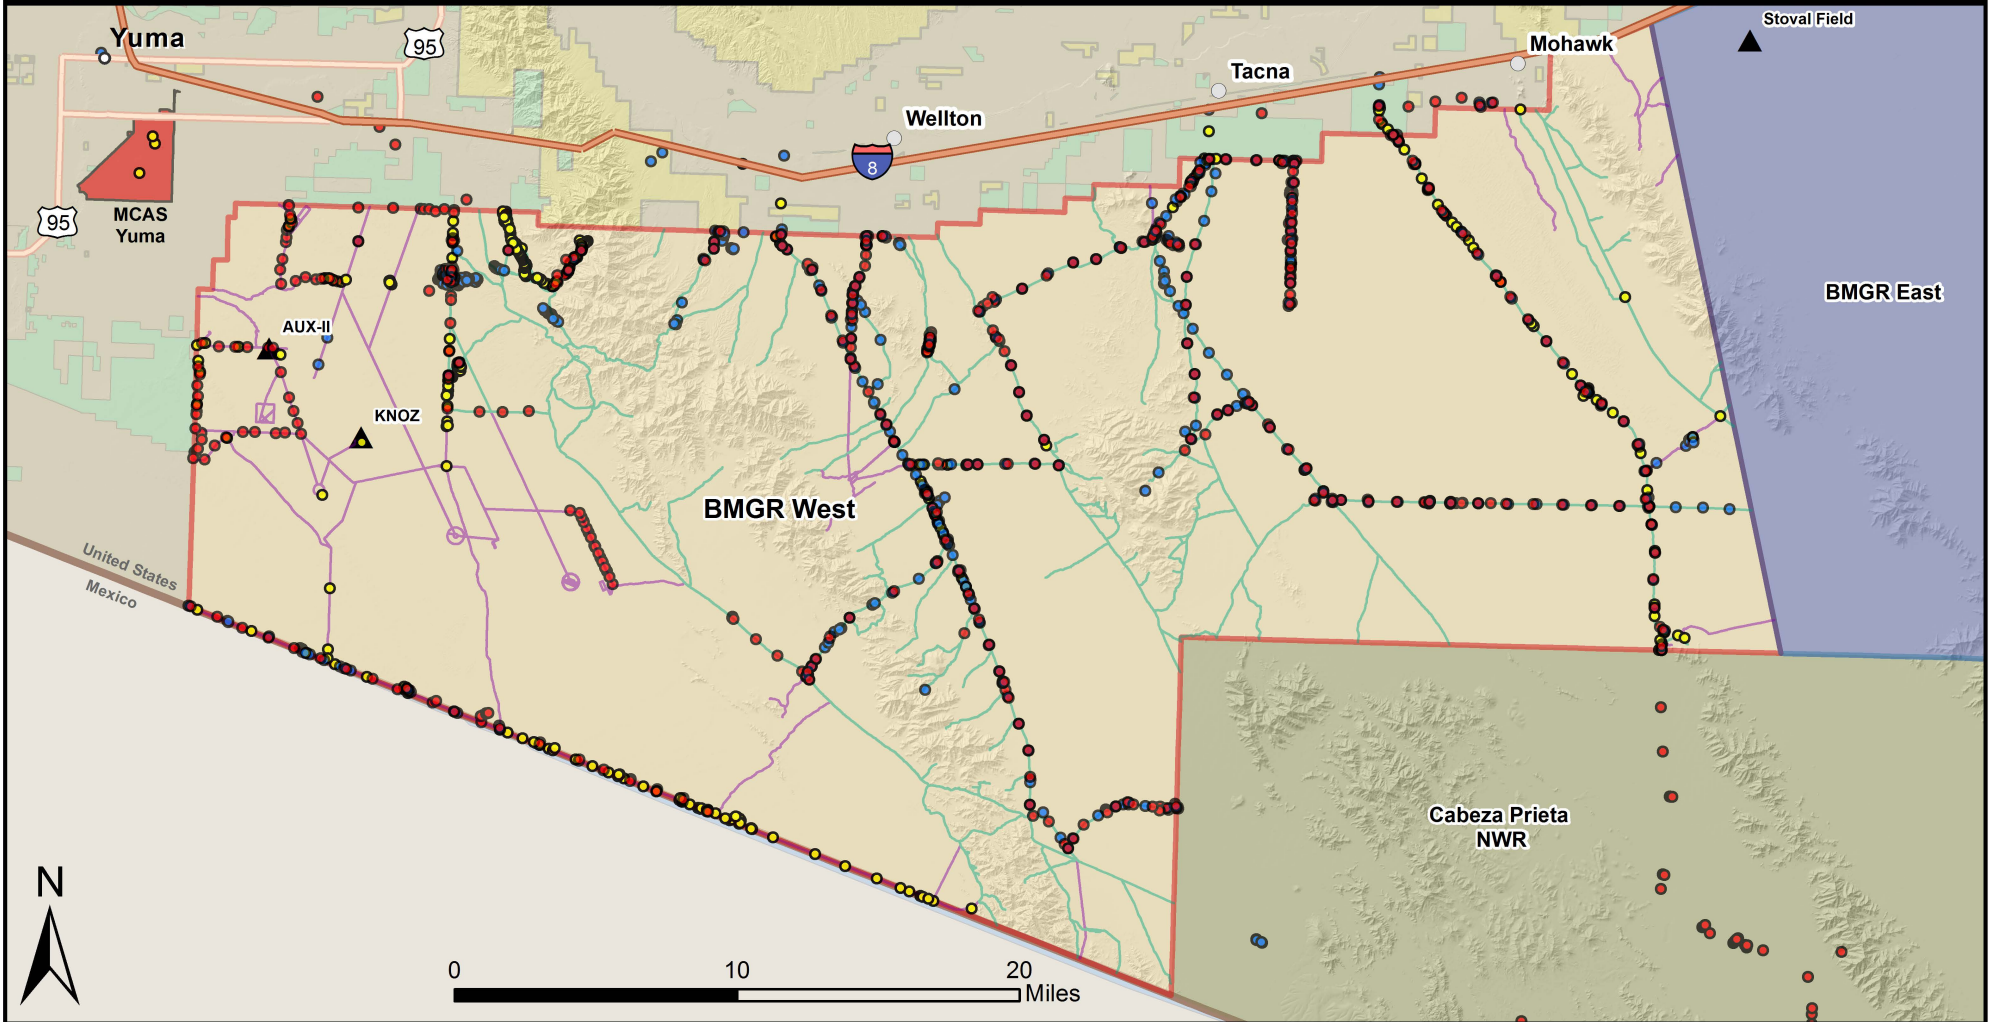 Stoval Field
Yuma
95
Mohawk
Tacna
Wellton
8
MCAS
Yuma
95
BMGR East
AUX-II
KNOZ
BMGR West
United States
Mexico
Cabeza Prieta
NWR
N
0 10 20
Miles